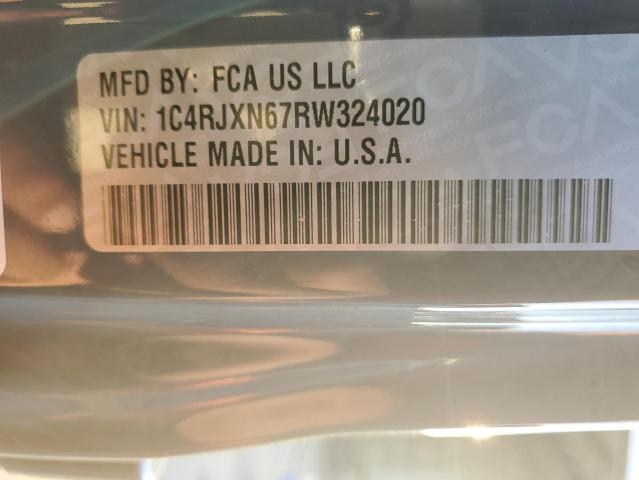 MFD BY: FCA US LLC
VIN: 1C4RJXN67RW324020
VEHICLE MADE IN: U.S.A.